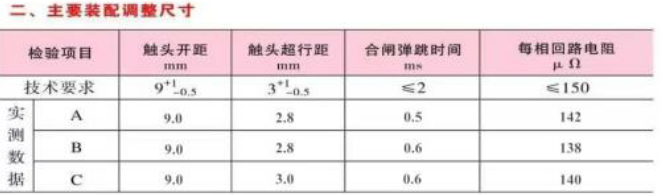 二、主要装配调整尺寸
检验项目 触头开距 mm 触头超行距 mm 合闸弹跳时间 ms 每相回路电阻 μ Ω
技术要求 9⁺¹₋₀.₅ 3⁺¹₋₀.₅ ≤2 ≤150
实测数据
A 9.0 2.8 0.5 142
B 9.0 2.8 0.6 138
C 9.0 3.0 0.6 140